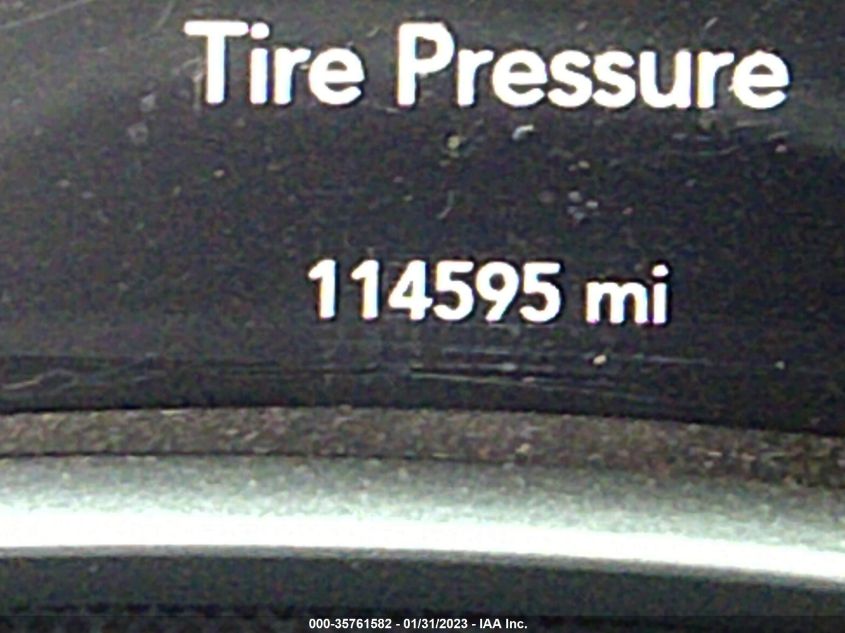 Tire Pressure
114595 mi
000-35761582 - 01/31/2023 - IAA Inc.